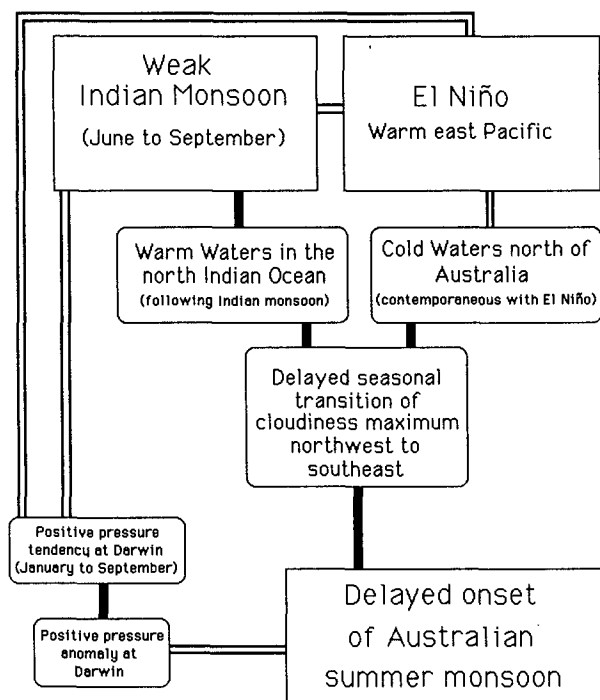 Weak
Indian Monsoon
(June to September)
El Niño
Warm east Pacific
Warm Waters in the
north Indian Ocean
(following Indian monsoon)
Cold Waters north of
Australia
(contemporaneous with El Niño)
Delayed seasonal
transition of
cloudiness maximum
northwest to
southeast
Positive pressure
tendency at Darwin
(January to September)
Positive pressure
anomaly at
Darwin
Delayed onset
of Australian
summer monsoon